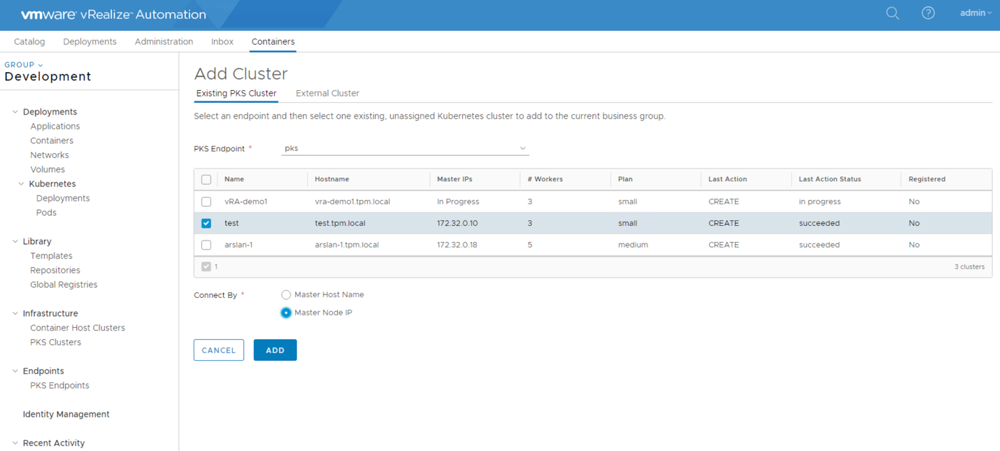 vmware® vRealize™ Automation
admin
Catalog Deployments Administration Inbox Containers
GROUP
Development
Deployments
Applications
Containers
Networks
Volumes
Kubernetes
Deployments
Pods
Library
Templates
Repositories
Global Registries
Infrastructure
Container Host Clusters
PKS Clusters
Endpoints
PKS Endpoints
Identity Management
Recent Activity
Add Cluster
Existing PKS Cluster External Cluster
Select an endpoint and then select one existing, unassigned Kubernetes cluster to add to the current business group.
PKS Endpoint * pks
Name Hostname Master IPs # Workers Plan Last Action Last Action Status Registered
vRA-demo1 vra-demo1.tpm.local In Progress 3 small CREATE in progress No
test test.tpm.local 172.32.0.10 3 small CREATE succeeded No
arslan-1 arslan-1.tpm.local 172.32.0.18 5 medium CREATE succeeded No
1 3 clusters
Connect By * Master Host Name
Master Node IP
CANCEL ADD